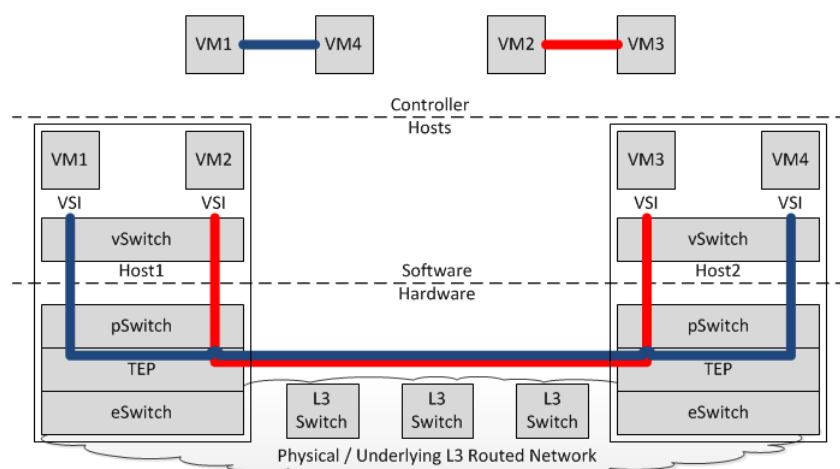 VM1
VM4
VM2
VM3
Controller
Hosts
VM1
VM2
VM3
VM4
VSI
VSI
VSI
VSI
vSwitch
vSwitch
Host1
Software
Host2
Hardware
pSwitch
pSwitch
TEP
TEP
eSwitch
L3
Switch
L3
Switch
L3
Switch
eSwitch
Physical / Underlying L3 Routed Network